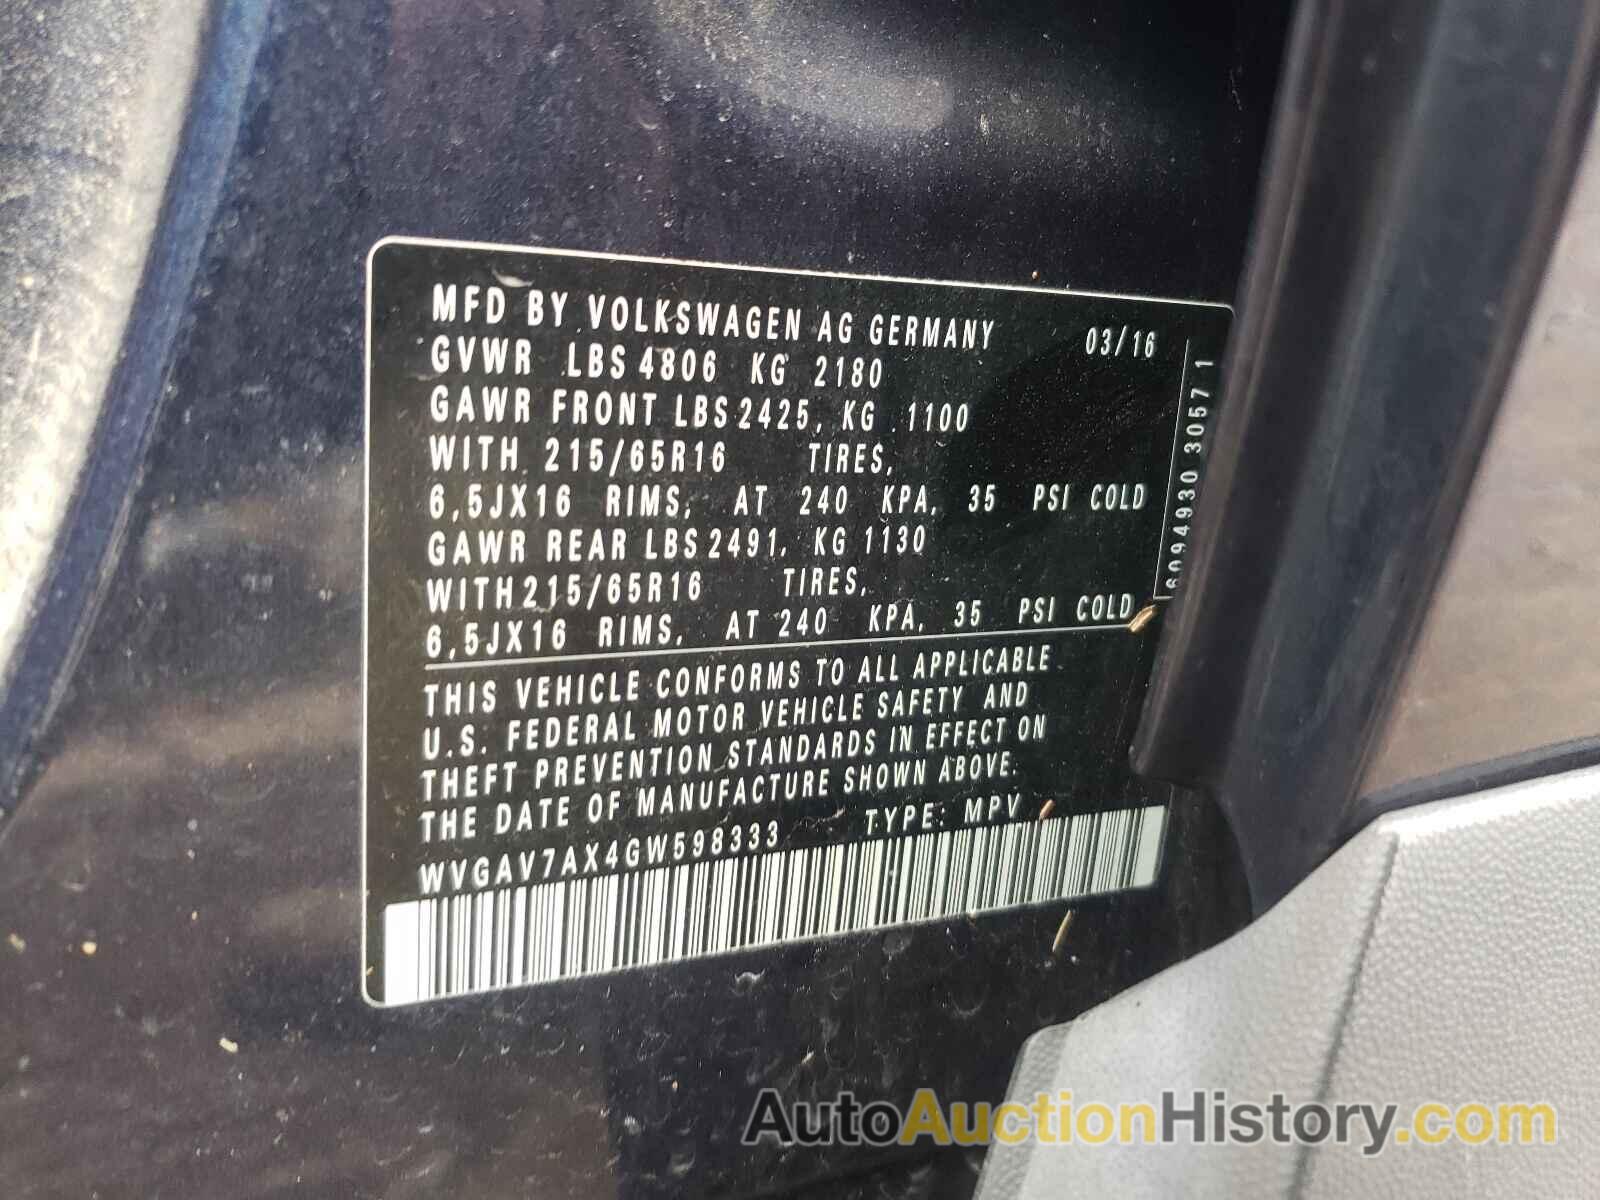 MFD BY VOLKSWAGEN AG GERMANY 03/16
GVWR LBS 4806 KG 2180
GAWR FRONT LBS 2425, KG 1100
WITH 215/65R16 TIRES,
6,5JX16 RIMS, AT 240 KPA, 35 PSI COLD
GAWR REAR LBS 2491, KG 1130
WITH 215/65R16 TIRES,
6,5JX16 RIMS, AT 240 KPA, 35 PSI COLD
THIS VEHICLE CONFORMS TO ALL APPLICABLE
U.S. FEDERAL MOTOR VEHICLE SAFETY AND
THEFT PREVENTION STANDARDS IN EFFECT ON
THE DATE OF MANUFACTURE SHOWN ABOVE.
WVGAV7AX4GW598333 TYPE: MPV
6094930 30571
AutoAuctionHistory.com